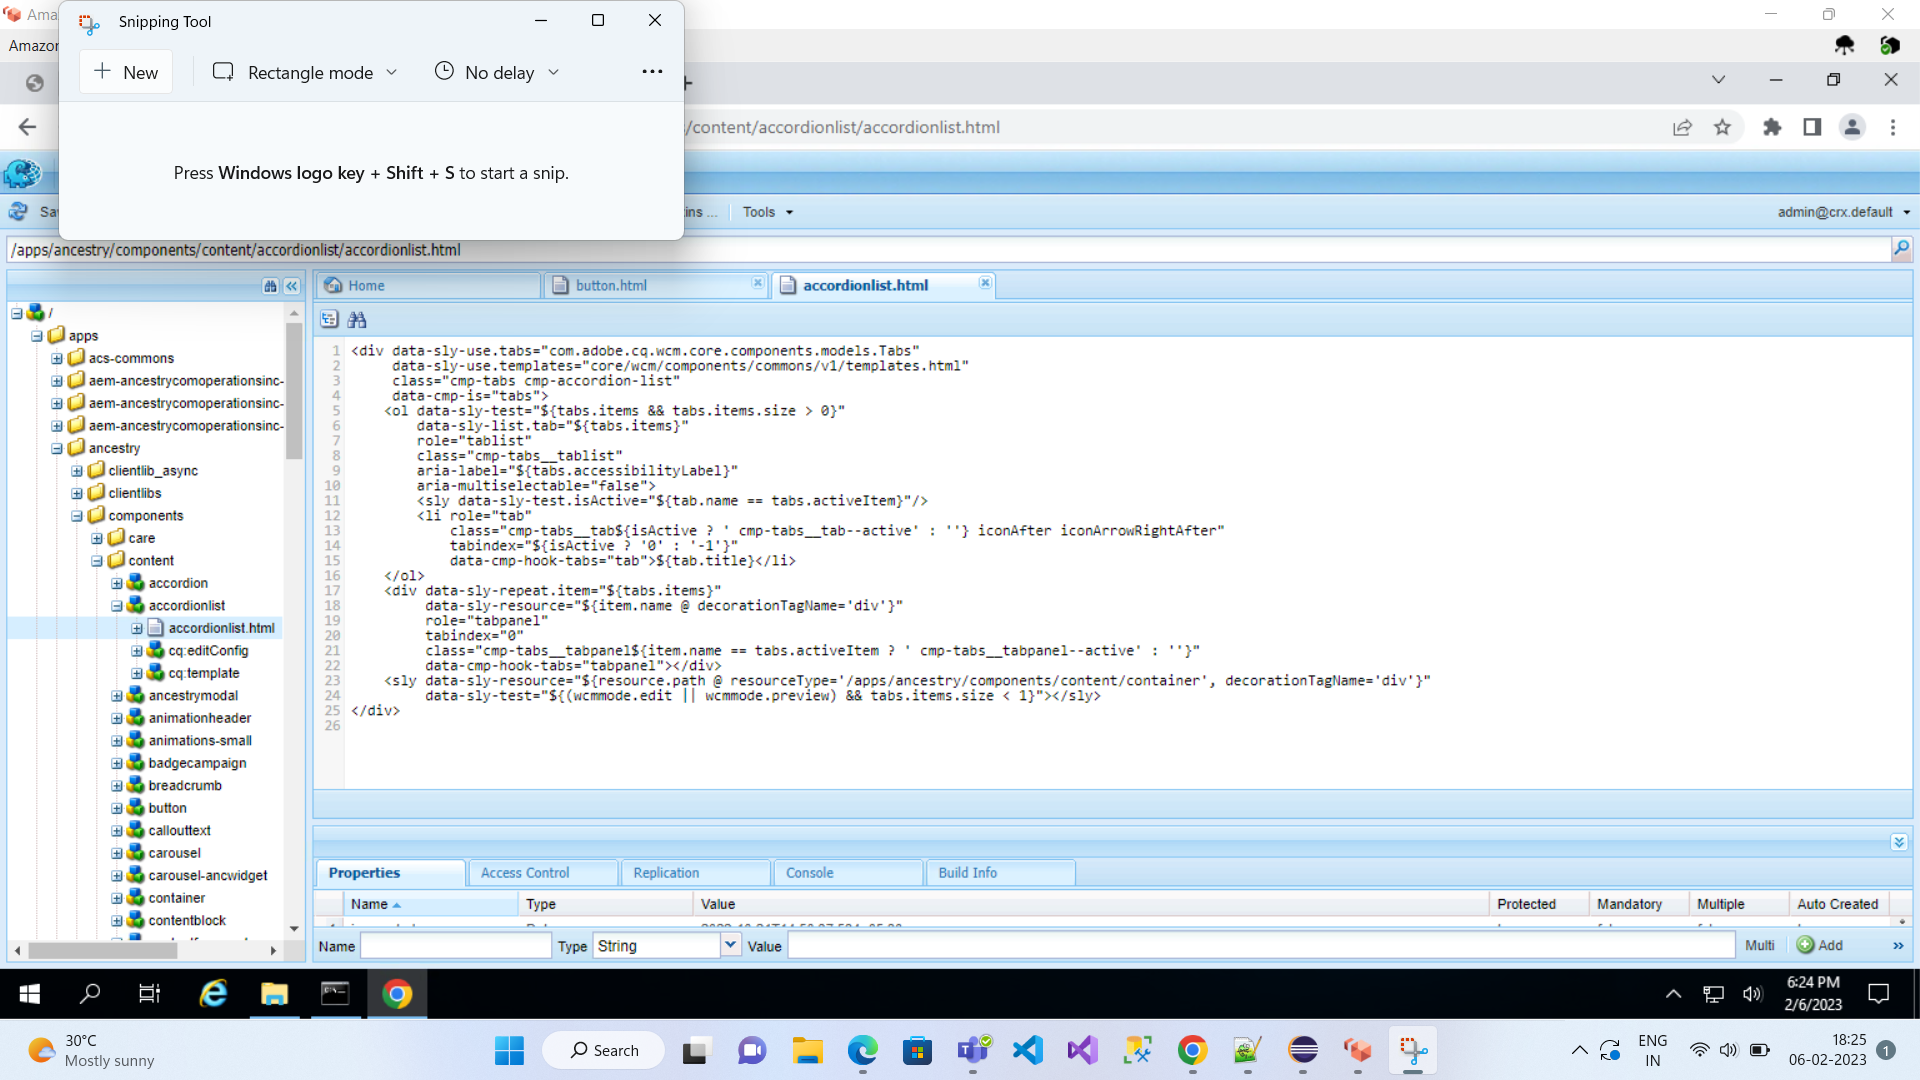 Ama
Snipping Tool
Amazon
New
Rectangle mode
No delay
/content/accordionlist/accordionlist.html
Press Windows logo key + Shift + S to start a snip.
Tools
admin@crx.default
/apps/ancestry/components/content/accordionlist/accordionlist.html
Home
button.html
accordionlist.html
/
apps
acs-commons
aem-ancestrycomoperationsinc-
aem-ancestrycomoperationsinc-
aem-ancestrycomoperationsinc-
ancestry
clientlib_async
clientlibs
components
care
content
accordion
accordionlist
accordionlist.html
cq:editConfig
cq:template
ancestrymodal
animationheader
animations-small
badgecampaign
breadcrumb
button
callouttext
carousel
carousel-ancwidget
container
contentblock
1 <div data-sly-use.tabs="com.adobe.cq.wcm.core.components.models.Tabs"
2 data-sly-use.templates="core/wcm/components/commons/v1/templates.html"
3 class="cmp-tabs cmp-accordion-list"
4 data-cmp-is="tabs">
5 <ol data-sly-test="${tabs.items && tabs.items.size > 0}"
6 data-sly-list.tab="${tabs.items}"
7 role="tablist"
8 class="cmp-tabs__tablist"
9 aria-label="${tabs.accessibilityLabel}"
10 aria-multiselectable="false">
11 <sly data-sly-test.isActive="${tab.name == tabs.activeItem}"/>
12 <li role="tab"
13 class="cmp-tabs__tab${isActive ? ' cmp-tabs__tab--active' : ''} iconAfter iconArrowRightAfter"
14 tabindex="${isActive ? '0' : '-1'}"
15 data-cmp-hook-tabs="tab">${tab.title}</li>
16 </ol>
17 <div data-sly-repeat.item="${tabs.items}"
18 data-sly-resource="${item.name @ decorationTagName='div'}"
19 role="tabpanel"
20 tabindex="0"
21 class="cmp-tabs__tabpanel${item.name == tabs.activeItem ? ' cmp-tabs__tabpanel--active' : ''}"
22 data-cmp-hook-tabs="tabpanel"></div>
23 <sly data-sly-resource="${resource.path @ resourceType='/apps/ancestry/components/content/container', decorationTagName='div'}"
24 data-sly-test="${(wcmmode.edit || wcmmode.preview) && tabs.items.size < 1}"></sly>
25 </div>
26
Properties
Access Control
Replication
Console
Build Info
Name
Type
Value
Protected
Mandatory
Multiple
Auto Created
Name
Type
String
Value
Multi
Add
6:24 PM
2/6/2023
30°C
Mostly sunny
Search
ENG
IN
18:25
06-02-2023
1